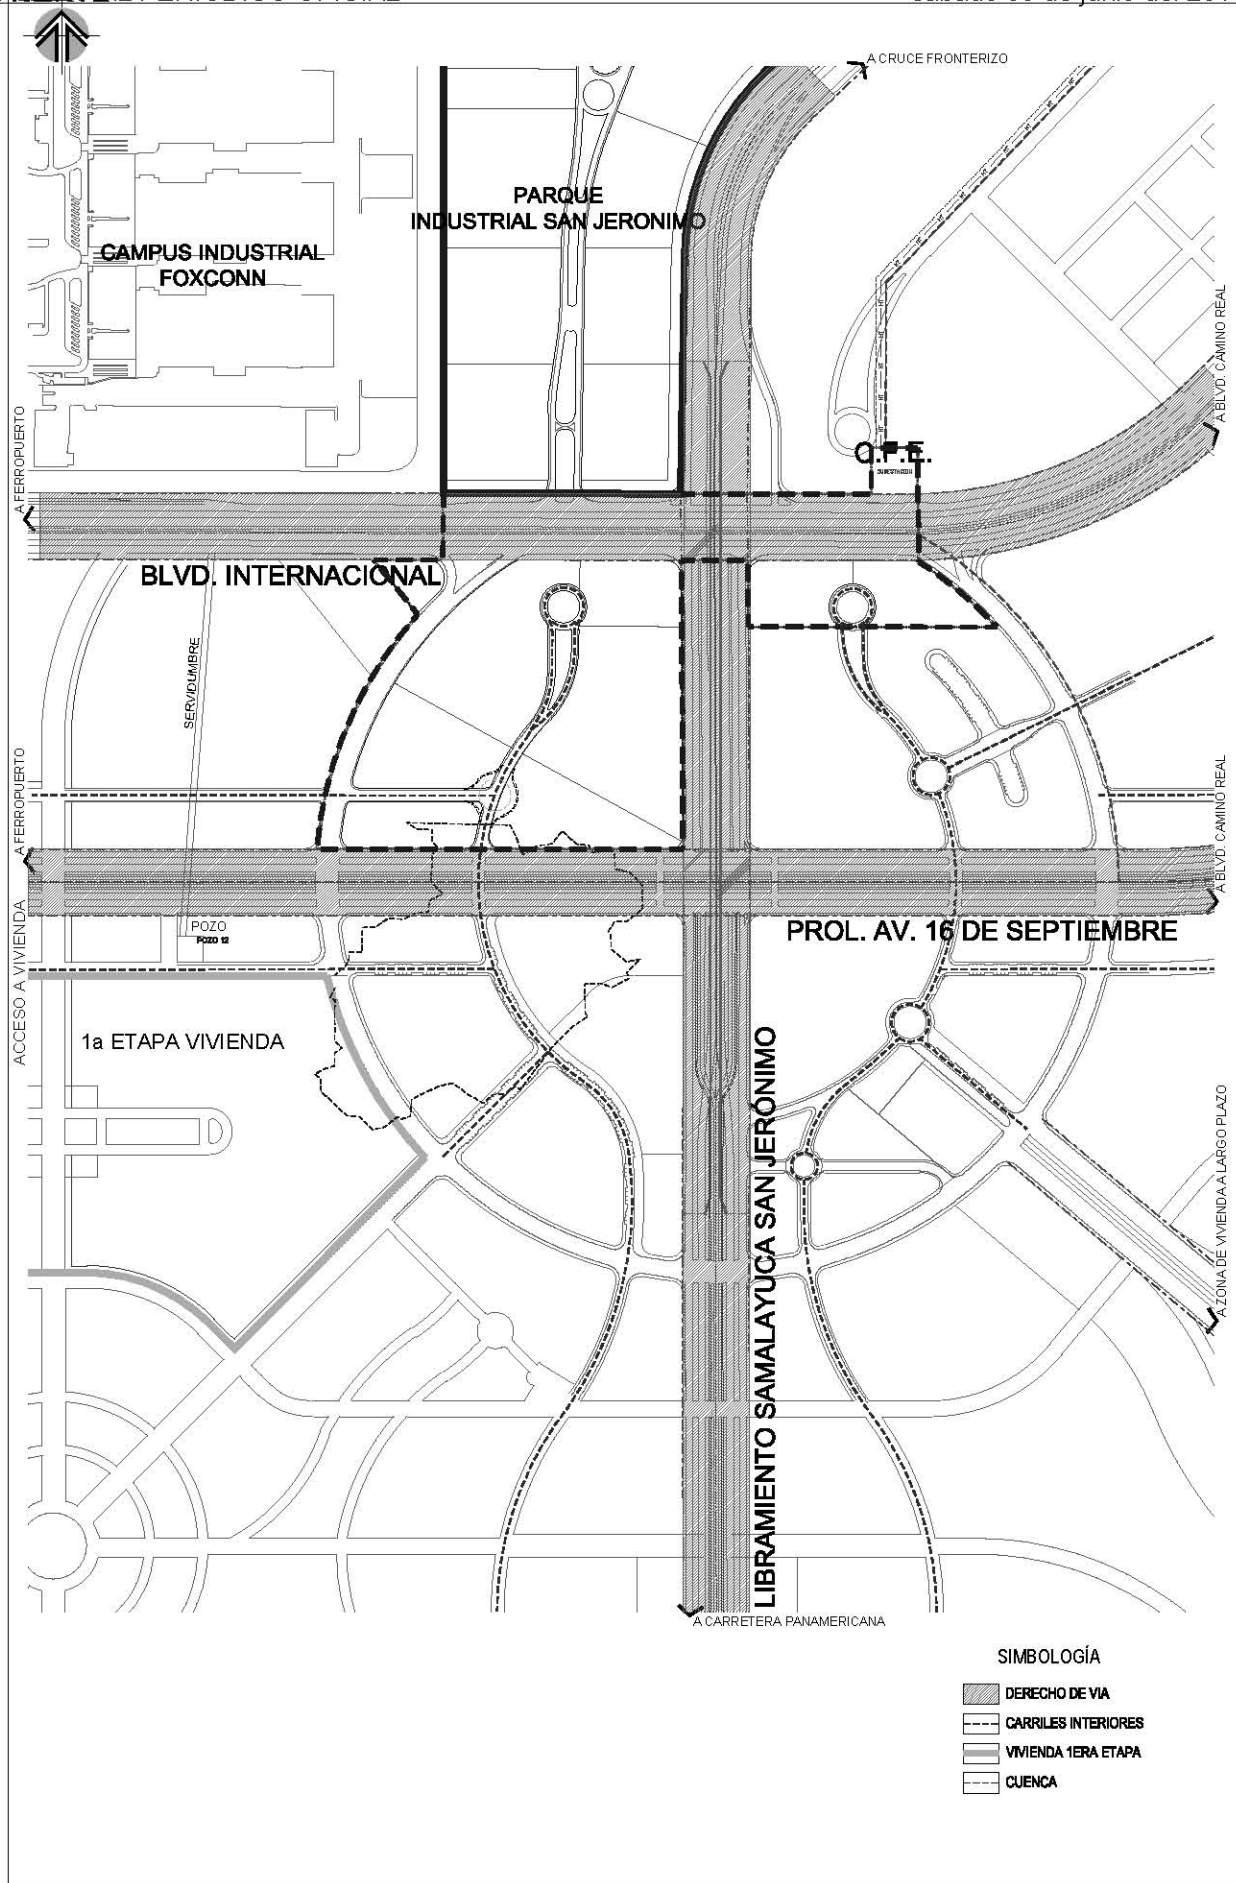 A CRUCE FRONTERIZO
PARQUE
INDUSTRIAL SAN JERONIMO
CAMPUS INDUSTRIAL
FOXCONN
A BLVD. CAMINO REAL
A FERROPUERTO
SUBESTACION
BLVD. INTERNACIONAL
SERVIDUMBRE
A FERROPUERTO
A BLVD. CAMINO REAL
POZO
POZO 12
PROL. AV. 16 DE SEPTIEMBRE
ACCESO A VIVIENDA
1a ETAPA VIVIENDA
LIBRAMIENTO SAMALAYUCA SAN JERÓNIMO
A ZONA DE VIVIENDA A LARGO PLAZO
A CARRETERA PANAMERICANA
SIMBOLOGÍA
DERECHO DE VIA
CARRILES INTERIORES
VIVIENDA 1ERA ETAPA
CUENCA